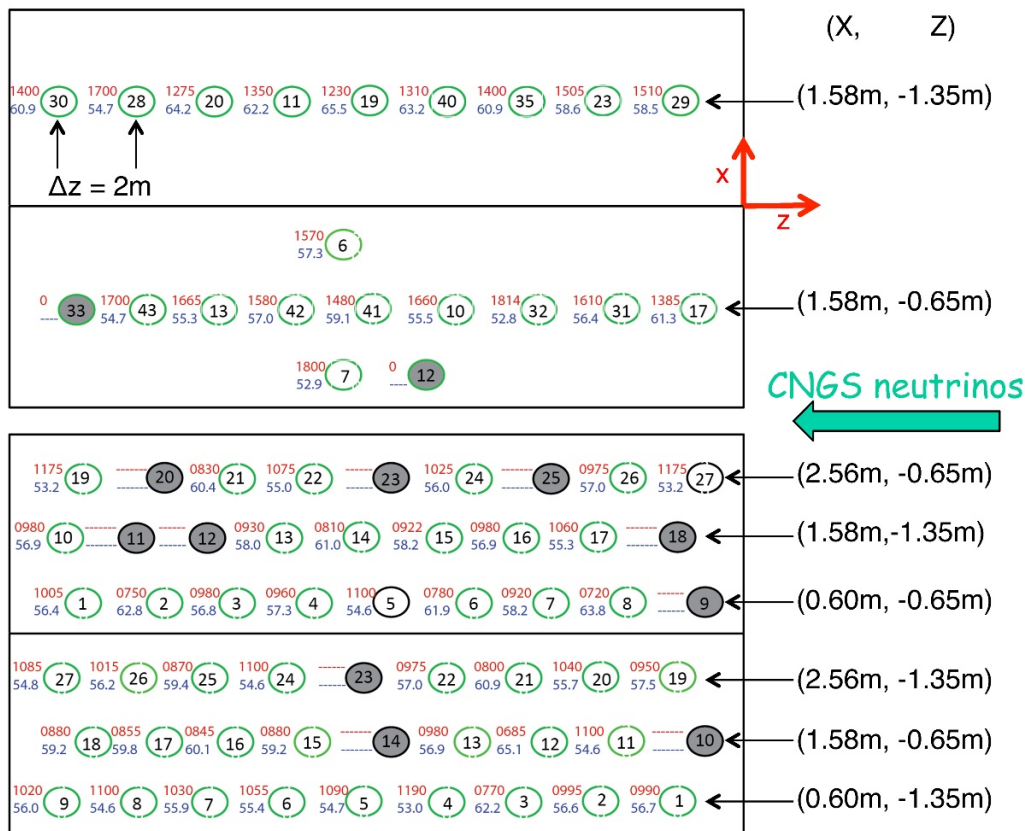 (X, Z)
1400 1700 1275 1350 1230 1310 1400 1505 1510
30 28 20 11 19 40 35 23 29 (1.58m, -1.35m)
60.9 54.7 64.2 62.2 65.5 63.2 60.9 58.6 58.5
Δz = 2m
x
z
1570
6
57.3
0 1700 1665 1580 1480 1660 1814 1610 1385
33 43 13 42 41 10 32 31 17 (1.58m, -0.65m)
---- 54.7 55.3 57.0 59.1 55.5 52.8 56.4 61.3
1800 0
7 12
52.9 ----
CNGS neutrinos
1175 ------ 0830 1075 ------ 1025 ------ 0975 1175
19 20 21 22 23 24 25 26 27 (2.56m, -0.65m)
53.2 ------ 60.4 55.0 ------ 56.0 ------ 57.0 53.2
0980 ------ ------ 0930 0810 0922 0980 1060 ------
10 11 12 13 14 15 16 17 18 (1.58m,-1.35m)
56.9 ------ ------ 58.0 61.0 58.2 56.9 55.3 ------
1005 0750 0980 0960 1100 0780 0920 0720 ------
1 2 3 4 5 6 7 8 9 (0.60m, -0.65m)
56.4 62.8 56.8 57.3 54.6 61.9 58.2 63.8 ------
1085 1015 0870 1100 ------ 0975 0800 1040 0950
27 26 25 24 23 22 21 20 19 (2.56m, -1.35m)
54.8 56.2 59.4 54.6 ------ 57.0 60.9 55.7 57.5
0880 0855 0845 0880 ------ 0980 0685 1100 ------
18 17 16 15 14 13 12 11 10 (1.58m, -0.65m)
59.2 59.8 60.1 59.2 ------ 56.9 65.1 54.6 ------
1020 1100 1030 1055 1090 1190 0770 0995 0990
9 8 7 6 5 4 3 2 1 (0.60m, -1.35m)
56.0 54.6 55.9 55.4 54.7 53.0 62.2 56.6 56.7